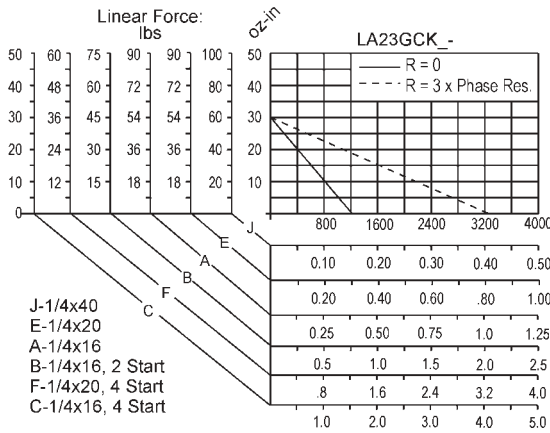 Linear Force:
lbs
oz-in
LA23GCK_-
R = 0
R = 3 x Phase Res.
50 60 75 90 90 100 50
40 48 60 72 72 80 40
30 36 45 54 54 60 30
20 24 30 36 36 40 20
10 12 15 18 18 20 10
0 0
800 1600 2400 3200 4000
J
0.10 0.20 0.30 0.40 0.50
E
0.20 0.40 0.60 .80 1.00
A
0.25 0.50 0.75 1.0 1.25
B
0.5 1.0 1.5 2.0 2.5
F
.8 1.6 2.4 3.2 4.0
C
1.0 2.0 3.0 4.0 5.0
J-1/4x40
E-1/4x20
A-1/4x16
B-1/4x16, 2 Start
F-1/4x20, 4 Start
C-1/4x16, 4 Start